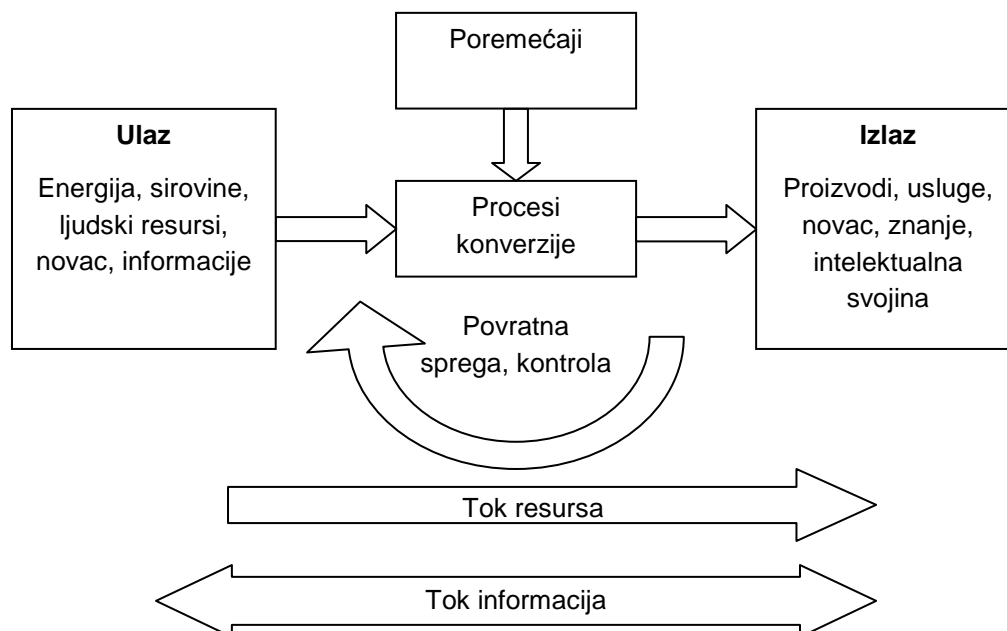 Poremećaji
Ulaz
Energija, sirovine,
ljudski resursi,
novac, informacije
Procesi
konverzije
Izlaz
Proizvodi, usluge,
novac, znanje,
intelektualna
svojina
Povratna
sprega, kontrola
Tok resursa
Tok informacija